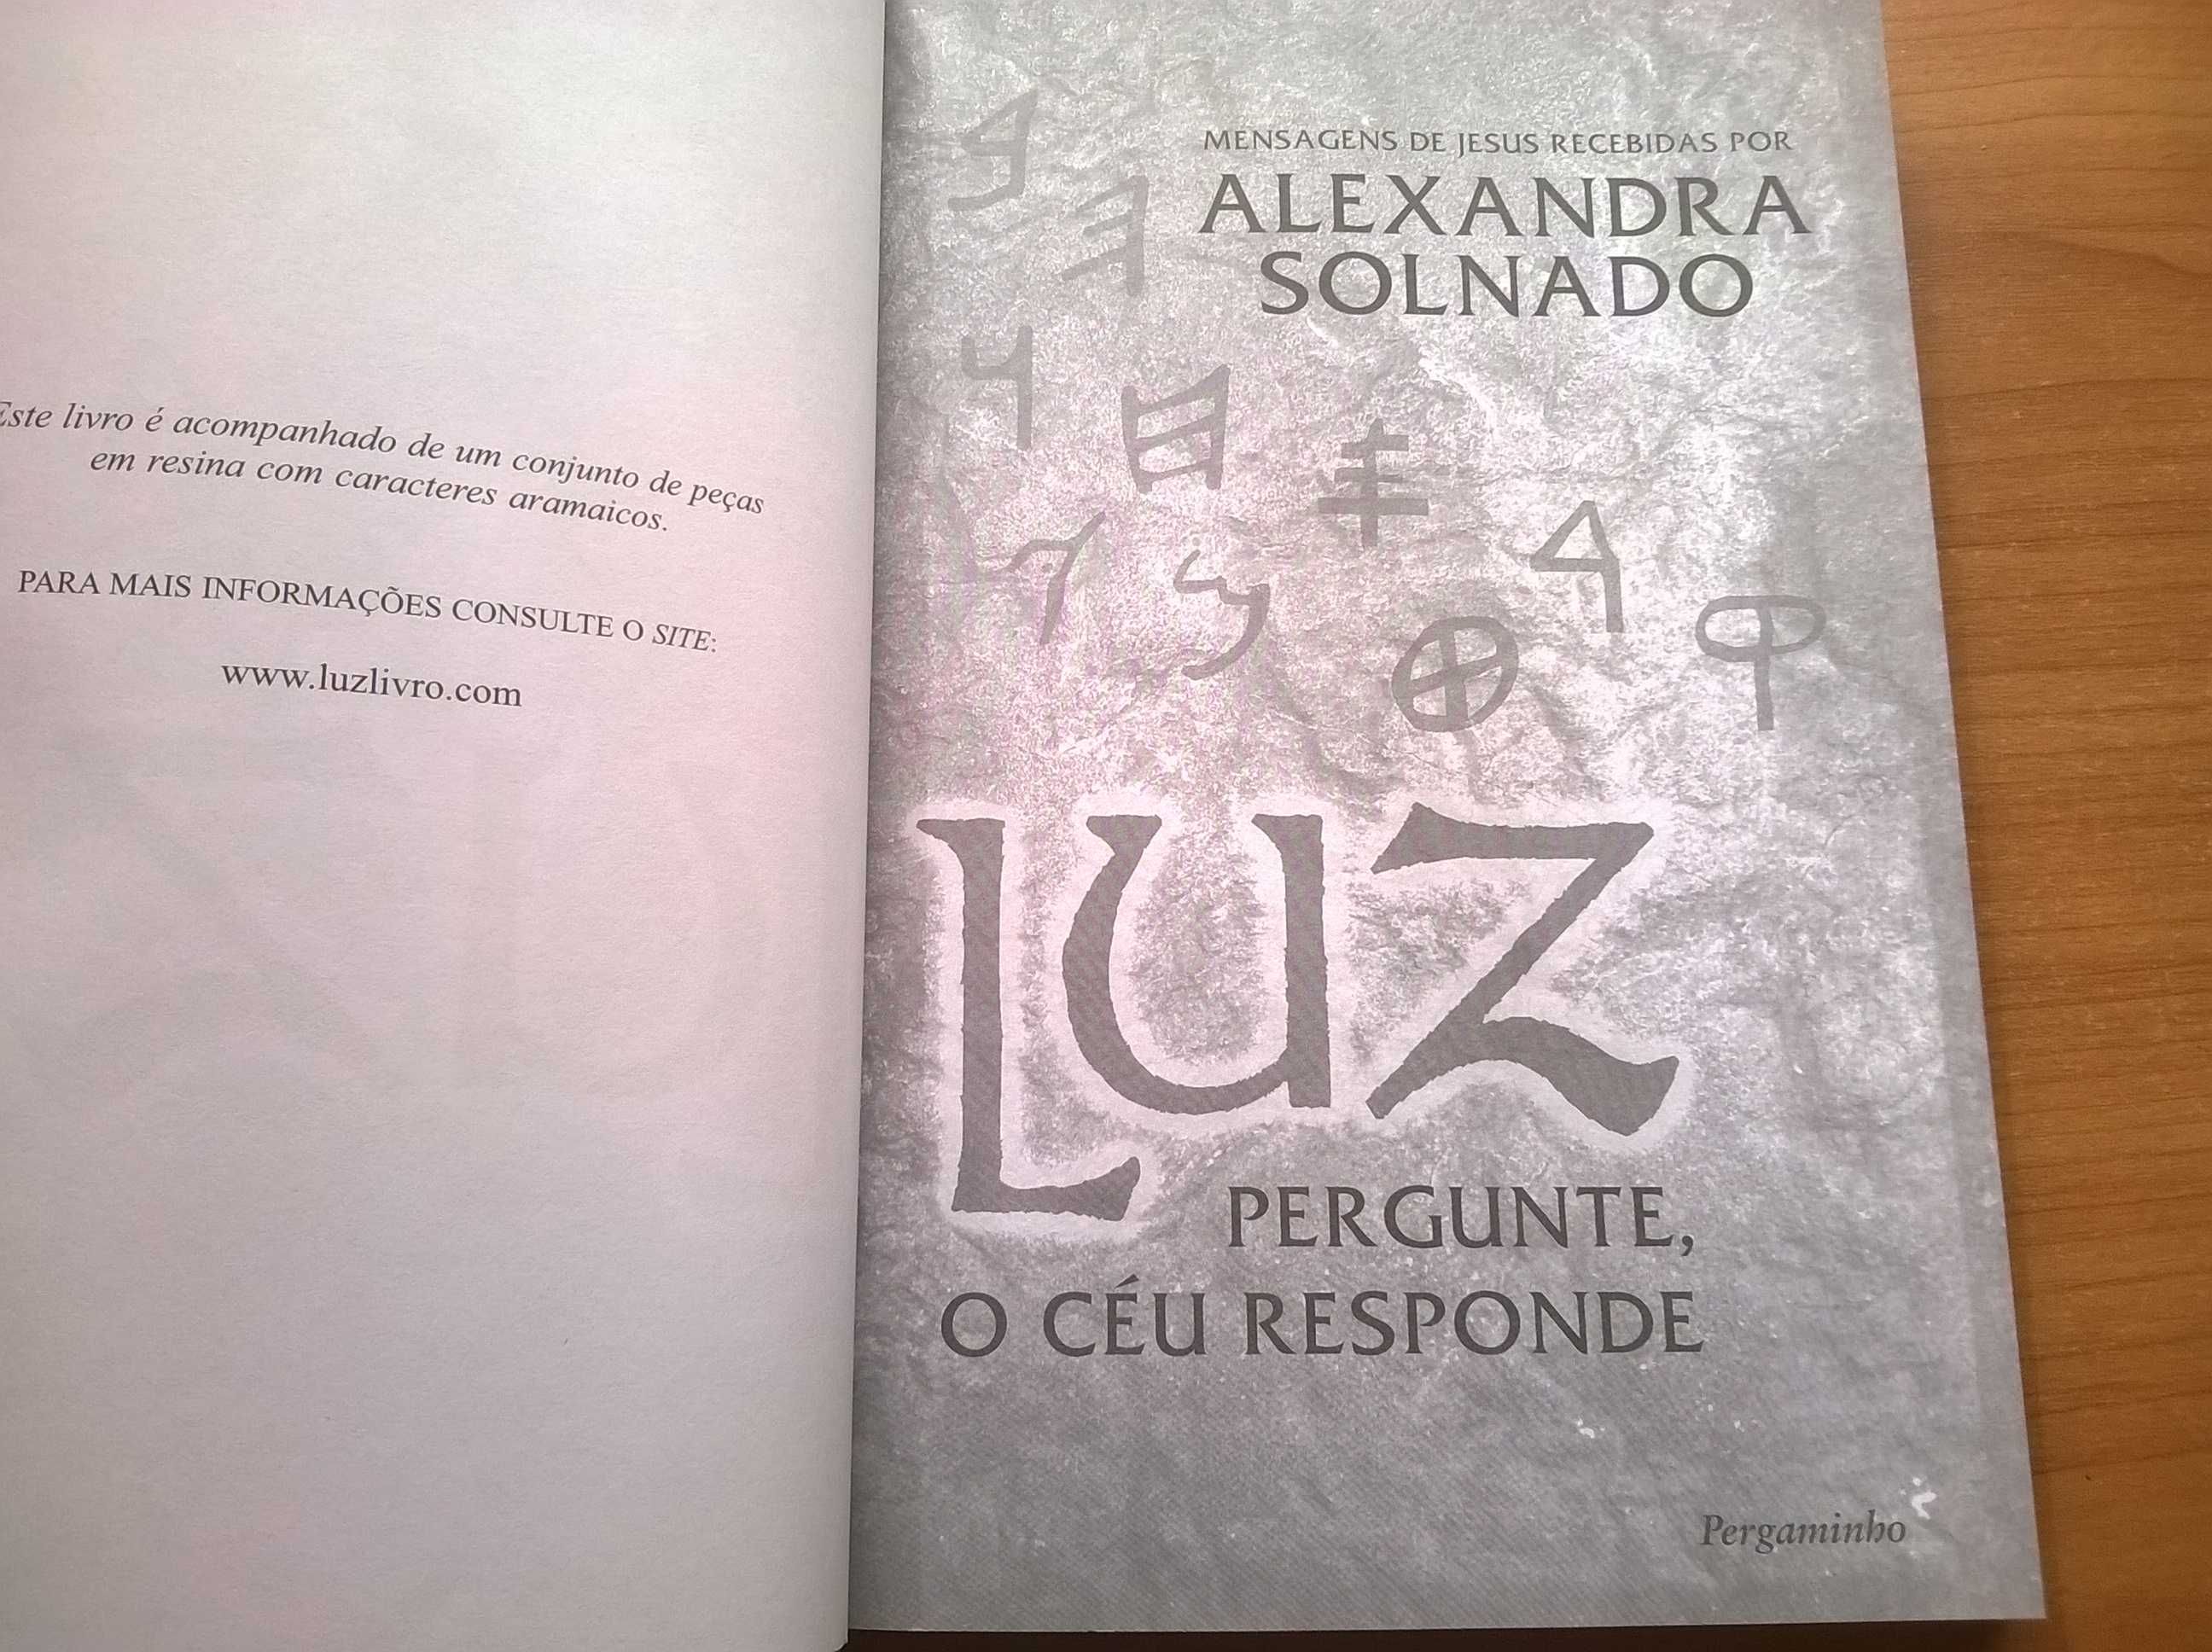 Este livro é acompanhado de um conjunto de peças
em resina com caracteres aramaicos.
PARA MAIS INFORMAÇÕES CONSULTE O SITE:
www.luzlivro.com
MENSAGENS DE JESUS RECEBIDAS POR
ALEXANDRA
SOLNADO
LUZ
PERGUNTE,
O CÉU RESPONDE
Pergaminho